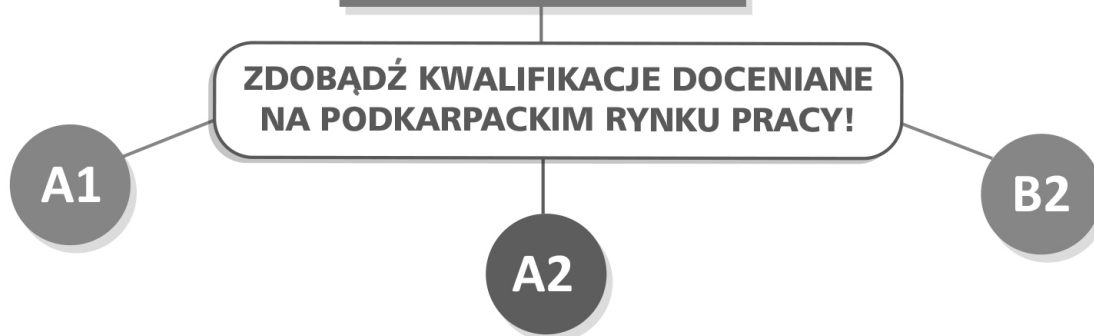 ZDOBĄDŹ KWALIFIKACJE DOCENIANE
NA PODKARPACKIM RYNKU PRACY!
A1
B2
A2